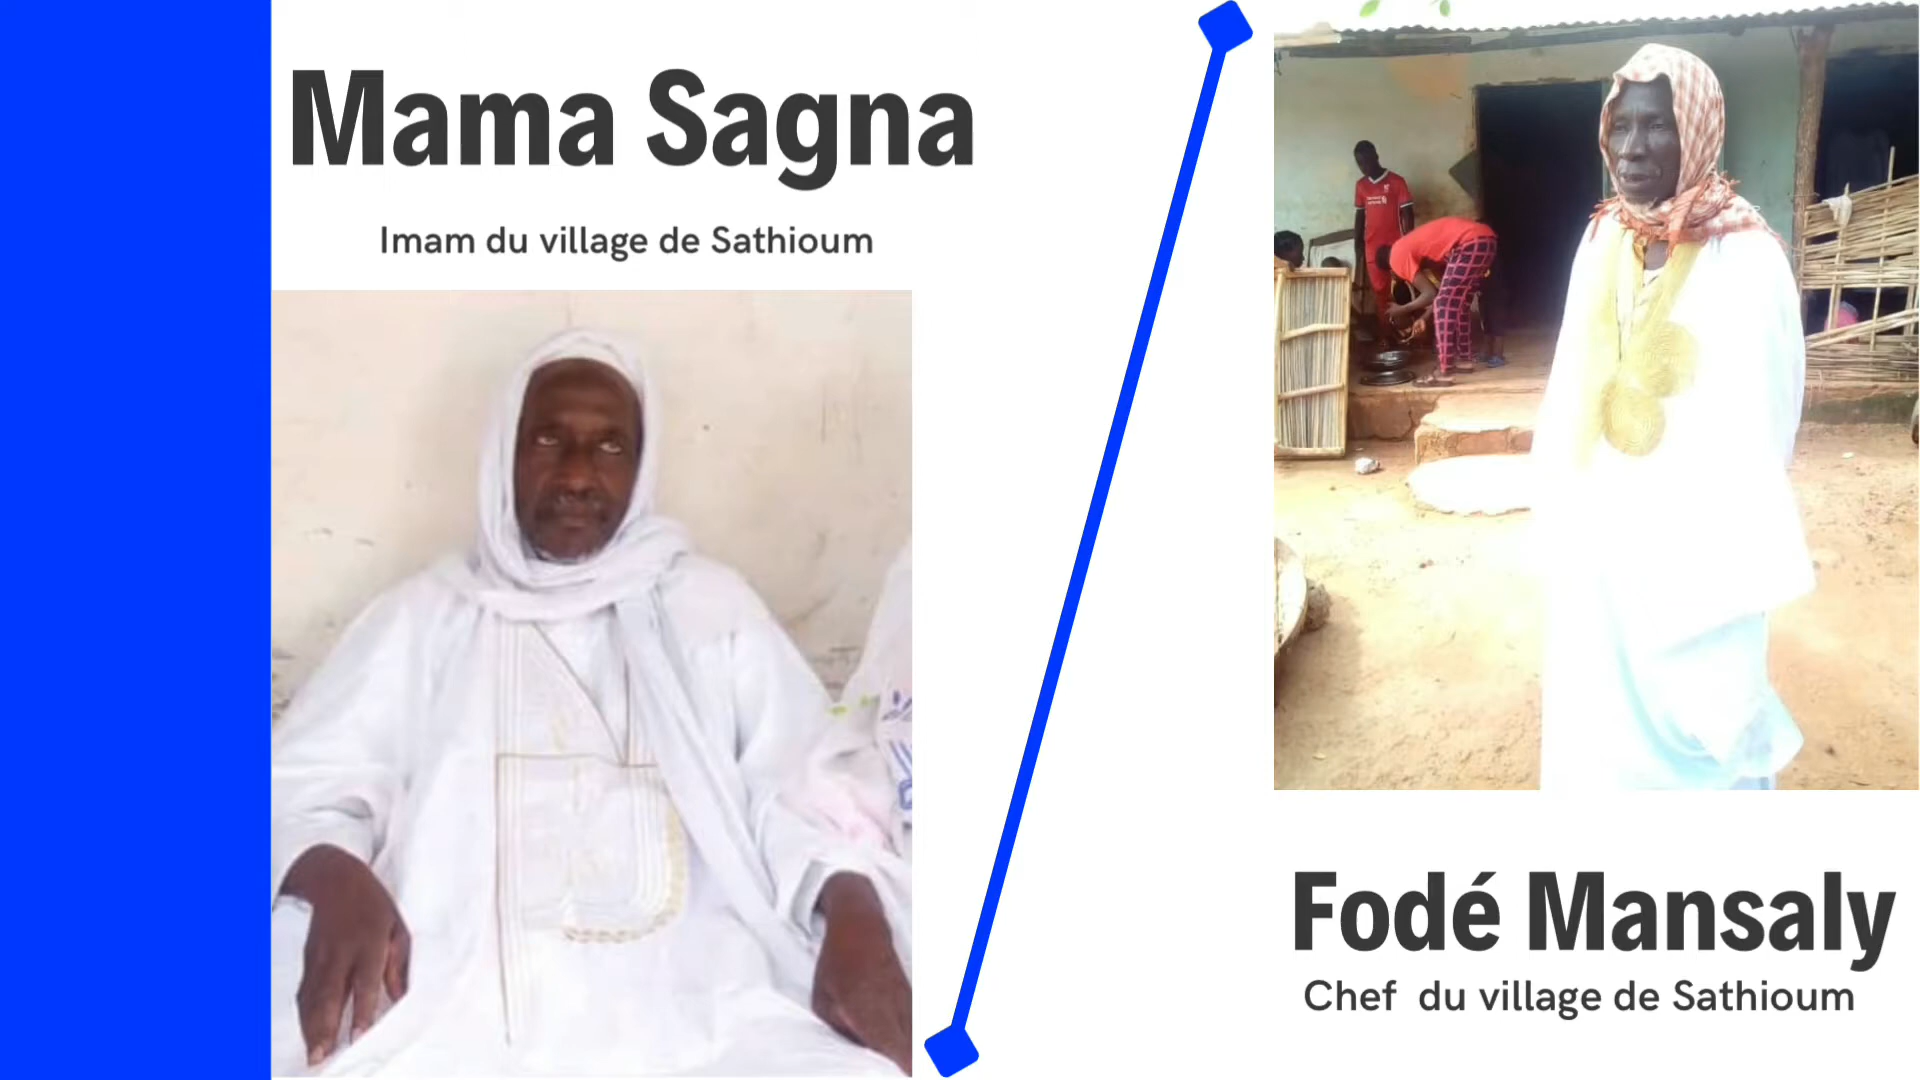 Mama Sagna
Imam du village de Sathioum
Fodé Mansaly
Chef du village de Sathioum